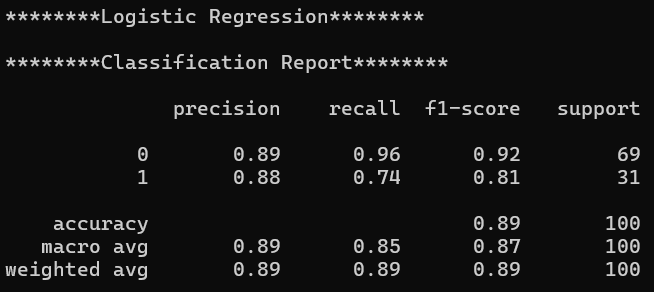 ********Logistic Regression********
********Classification Report********
precision recall f1-score support
0 0.89 0.96 0.92 69
1 0.88 0.74 0.81 31
accuracy 0.89 100
macro avg 0.89 0.85 0.87 100
weighted avg 0.89 0.89 0.89 100